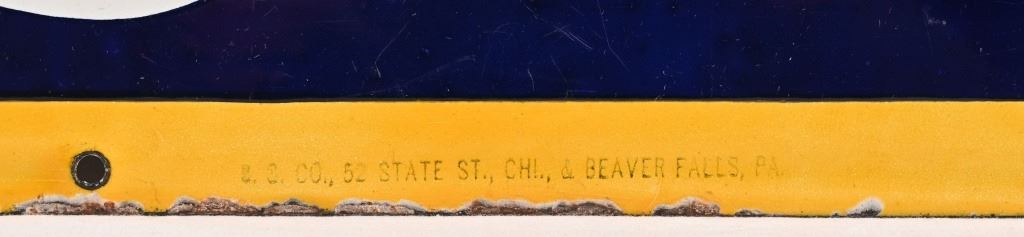 B. S. CO., 52 STATE ST., CHI., & BEAVER FALLS, PA.